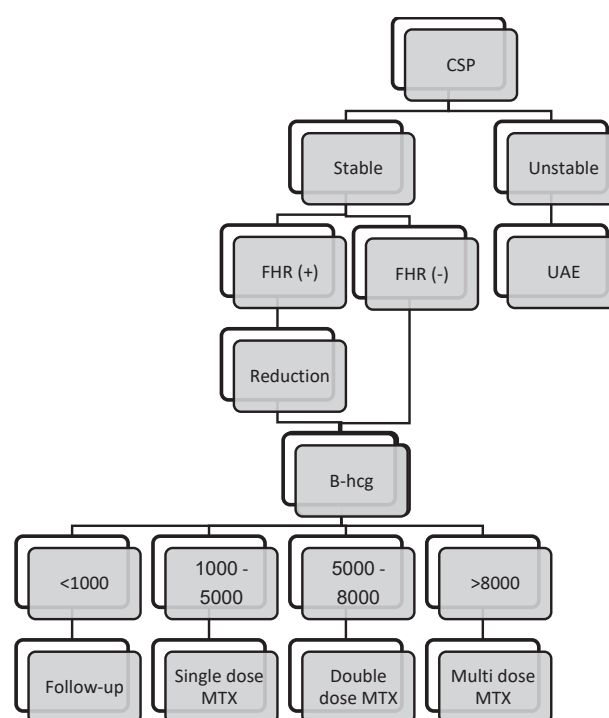 CSP
Stable
Unstable
FHR (+)
FHR (-)
UAE
Reduction
B-hcg
<1000
1000 -
5000
5000 -
8000
>8000
Follow-up
Single dose
MTX
Double
dose MTX
Multi dose
MTX